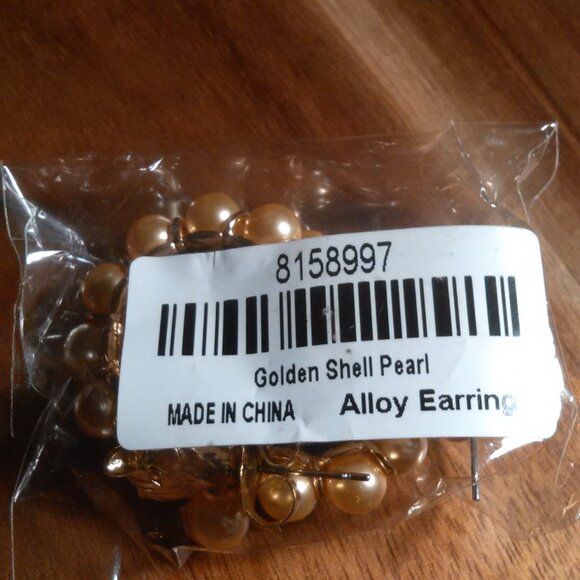 8158997
Golden Shell Pearl
MADE IN CHINA Alloy Earring